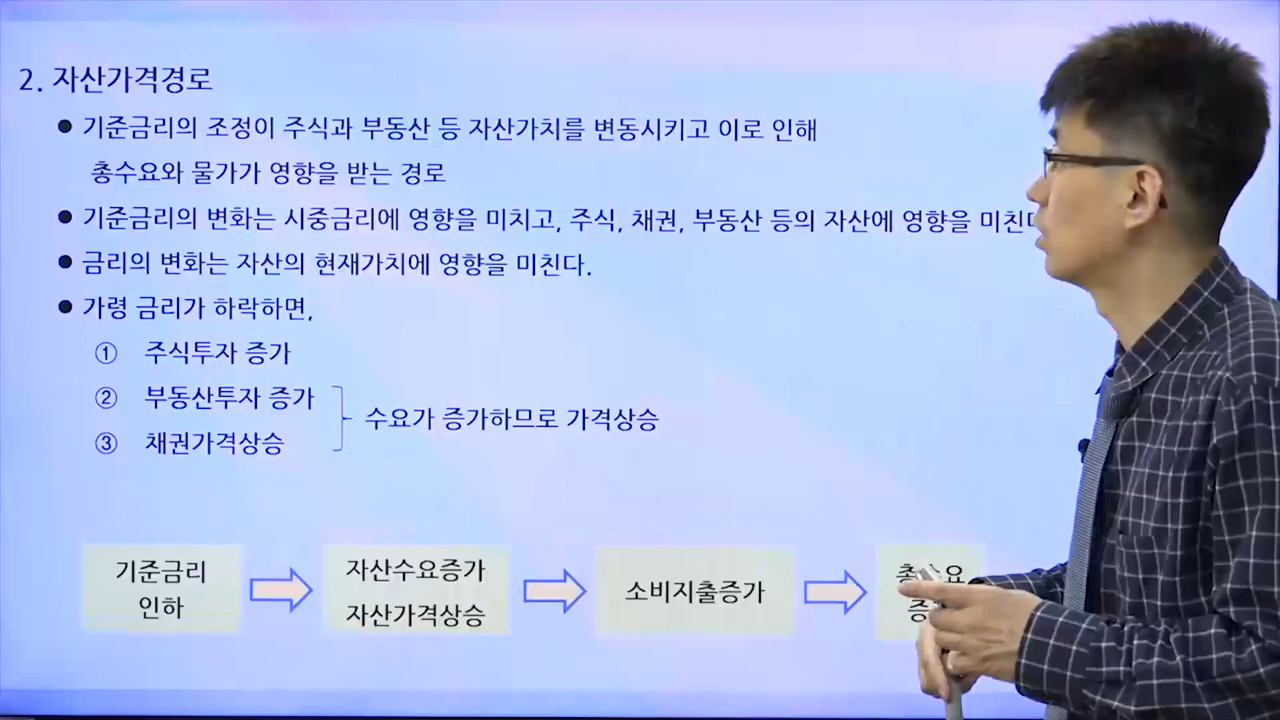 2. 자산가격경로
● 기준금리의 조정이 주식과 부동산 등 자산가치를 변동시키고 이로 인해
총수요와 물가가 영향을 받는 경로
● 기준금리의 변화는 시중금리에 영향을 미치고, 주식, 채권, 부동산 등의 자산에 영향을
● 금리의 변화는 자산의 현재가치에 영향을 미친다.
● 가령 금리가 하락하면,
① 주식투자 증가
② 부동산투자 증가
③ 채권가격상승
수요가 증가하므로 가격상승
기준금리
인하
자산수요증가
자산가격상승
소비지출증가